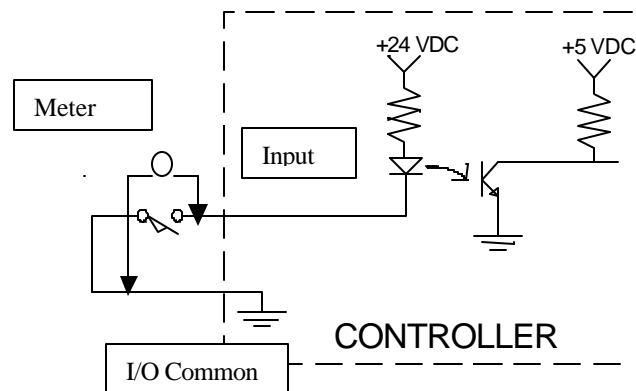 +24 VDC
+5 VDC
Meter
Input
CONTROLLER
I/O Common